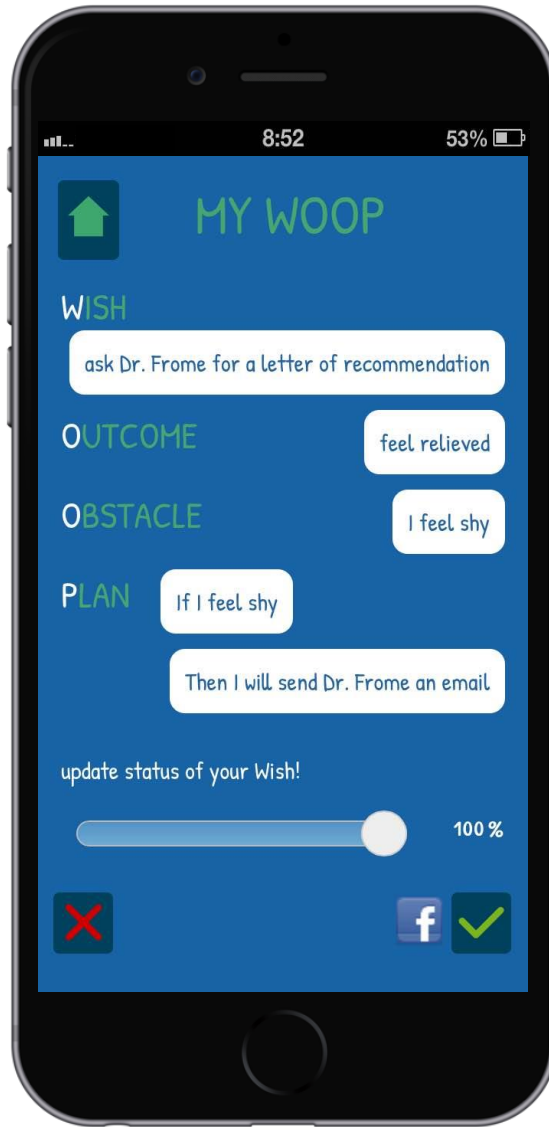 8:52
53%
MY WOOP
WISH
ask Dr. Frome for a letter of recommendation
OUTCOME
feel relieved
OBSTACLE
I feel shy
PLAN
If I feel shy
Then I will send Dr. Frome an email
update status of your Wish!
100 %
f